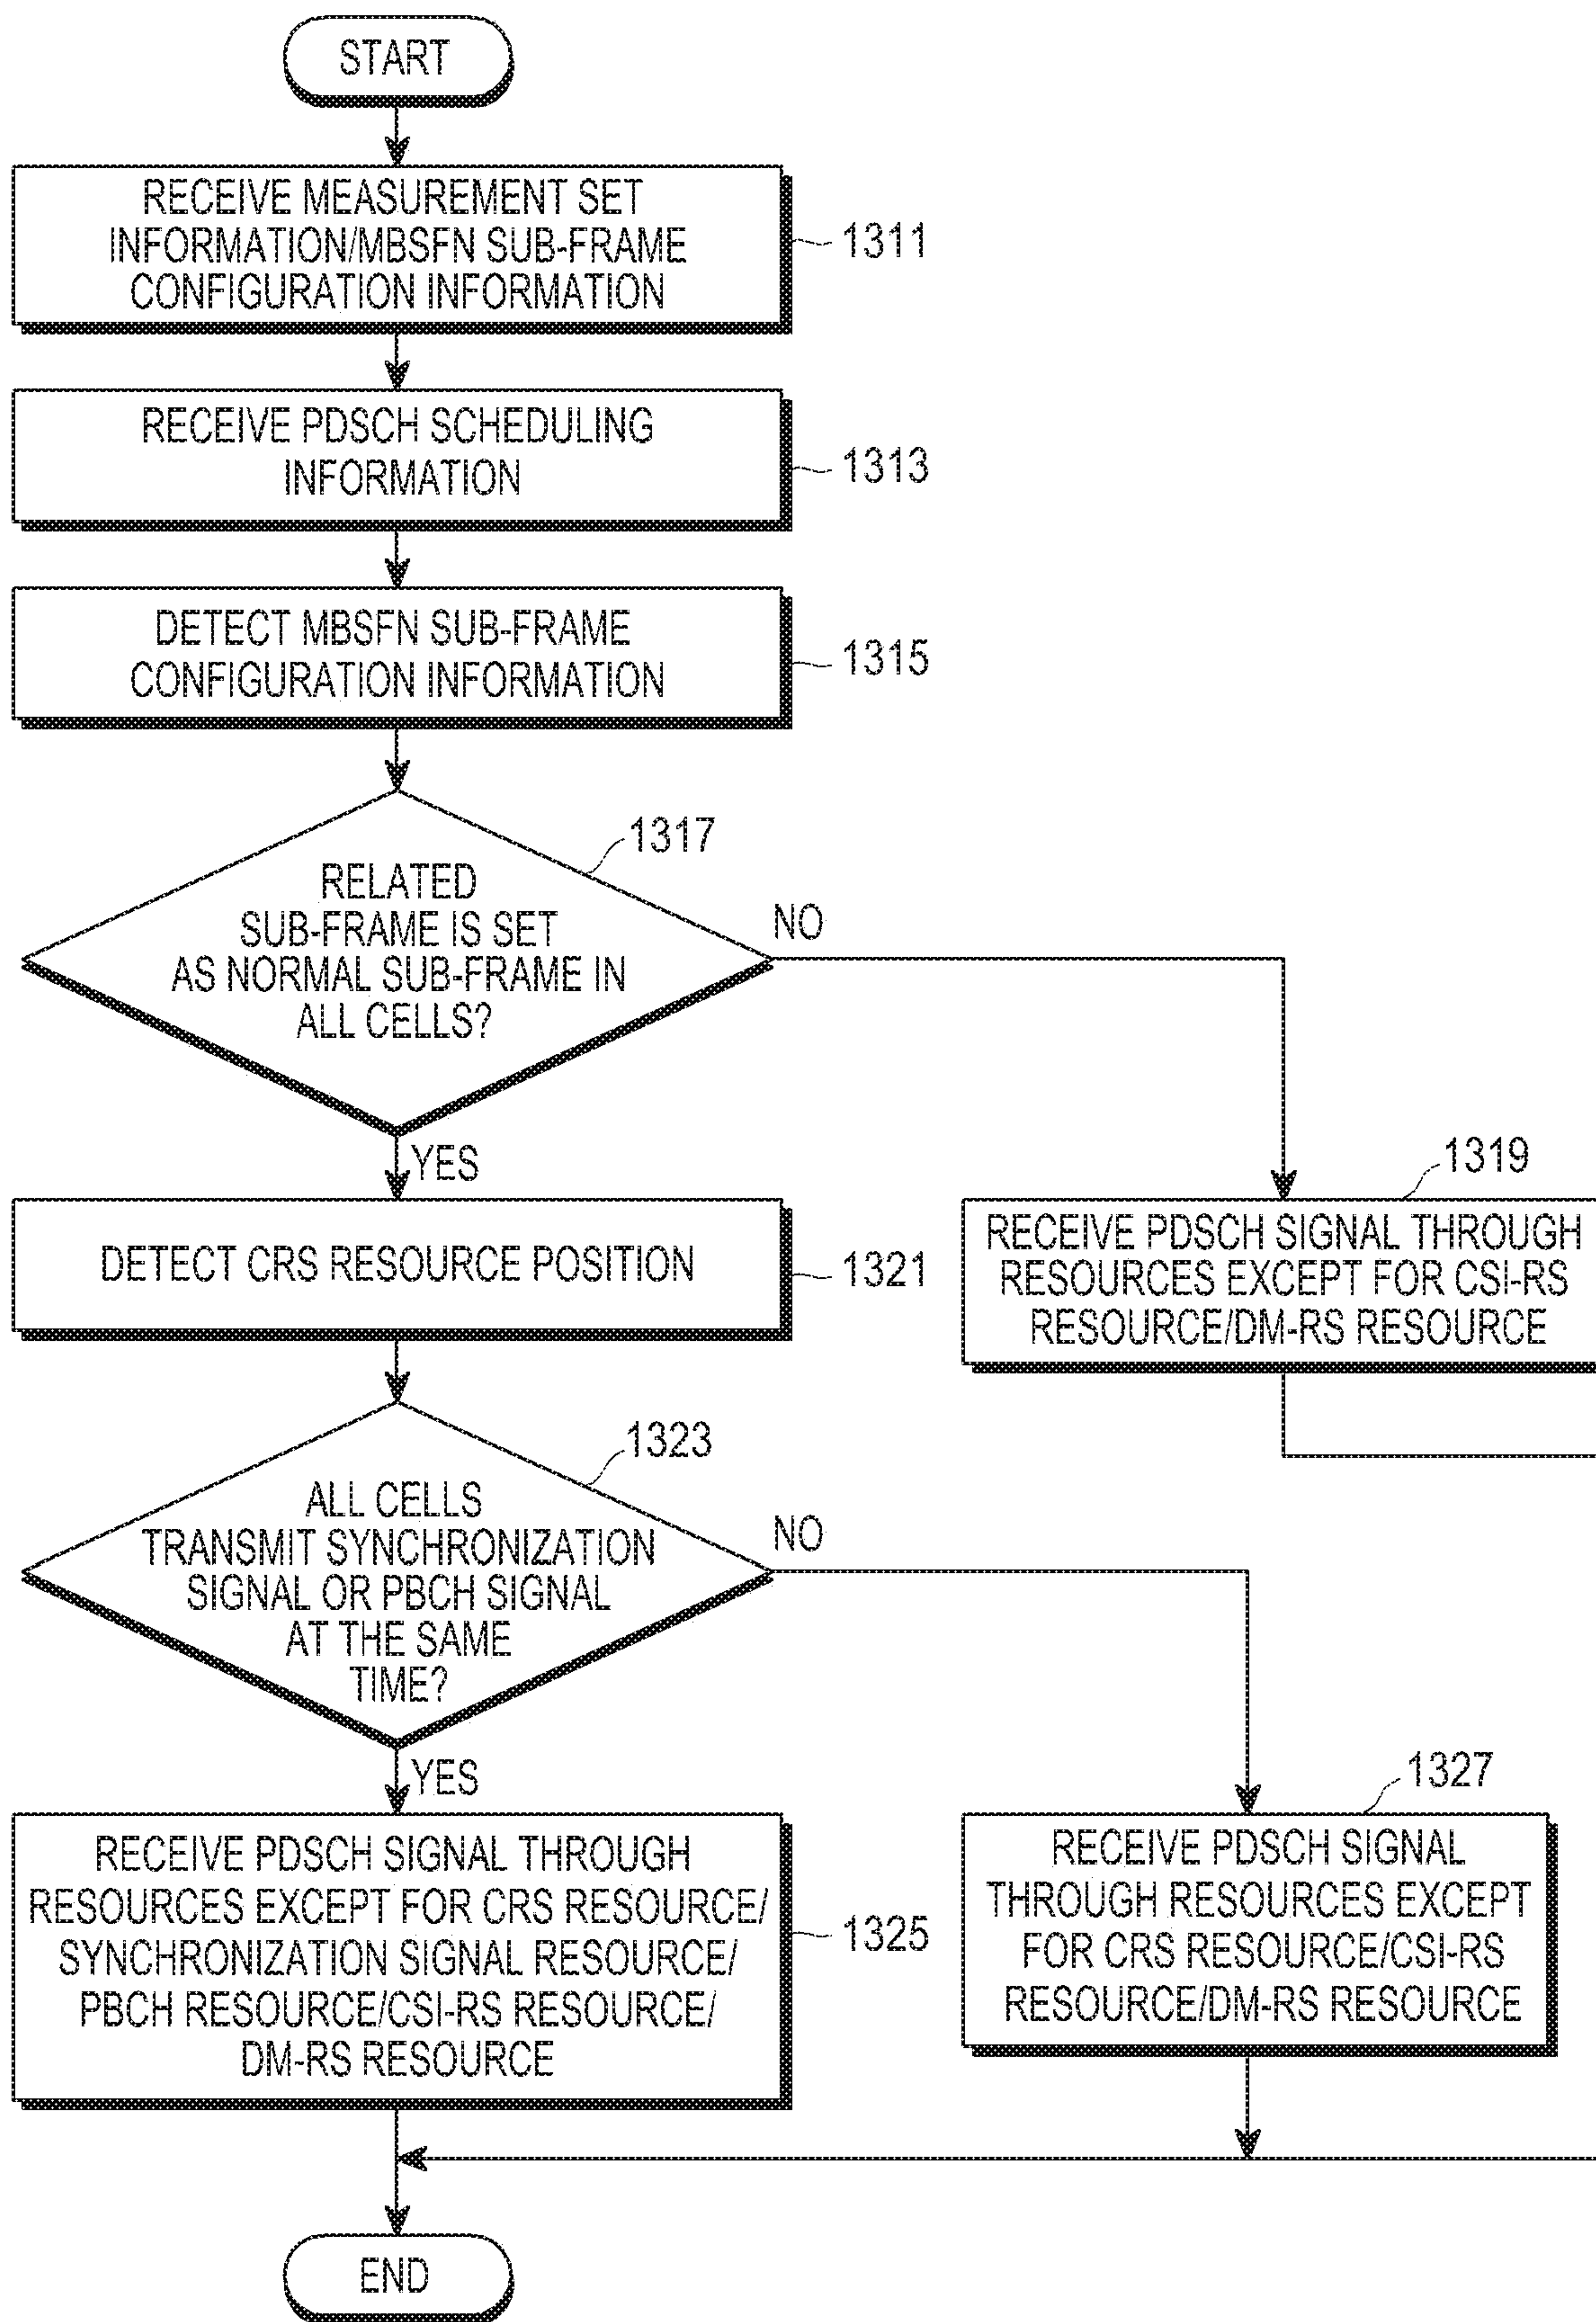 START
RECEIVE MEASUREMENT SET
INFORMATION/MBSFN SUB-FRAME
CONFIGURATION INFORMATION
1311
RECEIVE PDSCH SCHEDULING
INFORMATION
1313
DETECT MBSFN SUB-FRAME
CONFIGURATION INFORMATION
1315
1317
RELATED
SUB-FRAME IS SET
AS NORMAL SUB-FRAME IN
ALL CELLS?
NO
YES
1319
RECEIVE PDSCH SIGNAL THROUGH
RESOURCES EXCEPT FOR CSI-RS
RESOURCE/DM-RS RESOURCE
DETECT CRS RESOURCE POSITION
1321
1323
ALL CELLS
TRANSMIT SYNCHRONIZATION
SIGNAL OR PBCH SIGNAL
AT THE SAME
TIME?
NO
YES
RECEIVE PDSCH SIGNAL THROUGH
RESOURCES EXCEPT FOR CRS RESOURCE/
SYNCHRONIZATION SIGNAL RESOURCE/
PBCH RESOURCE/CSI-RS RESOURCE/
DM-RS RESOURCE
1325
1327
RECEIVE PDSCH SIGNAL
THROUGH RESOURCES EXCEPT
FOR CRS RESOURCE/CSI-RS
RESOURCE/DM-RS RESOURCE
END